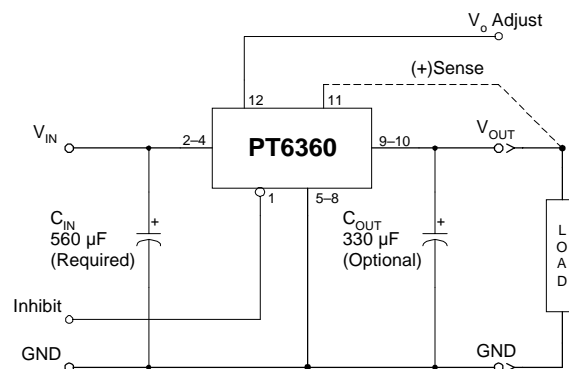 Vo Adjust
(+)Sense
12
11
VIN
2–4
PT6360
9–10
VOUT
1
5–8
CIN
560 µF
(Required)
+
COUT
330 µF
(Optional)
+
LOAD
Inhibit
GND
GND